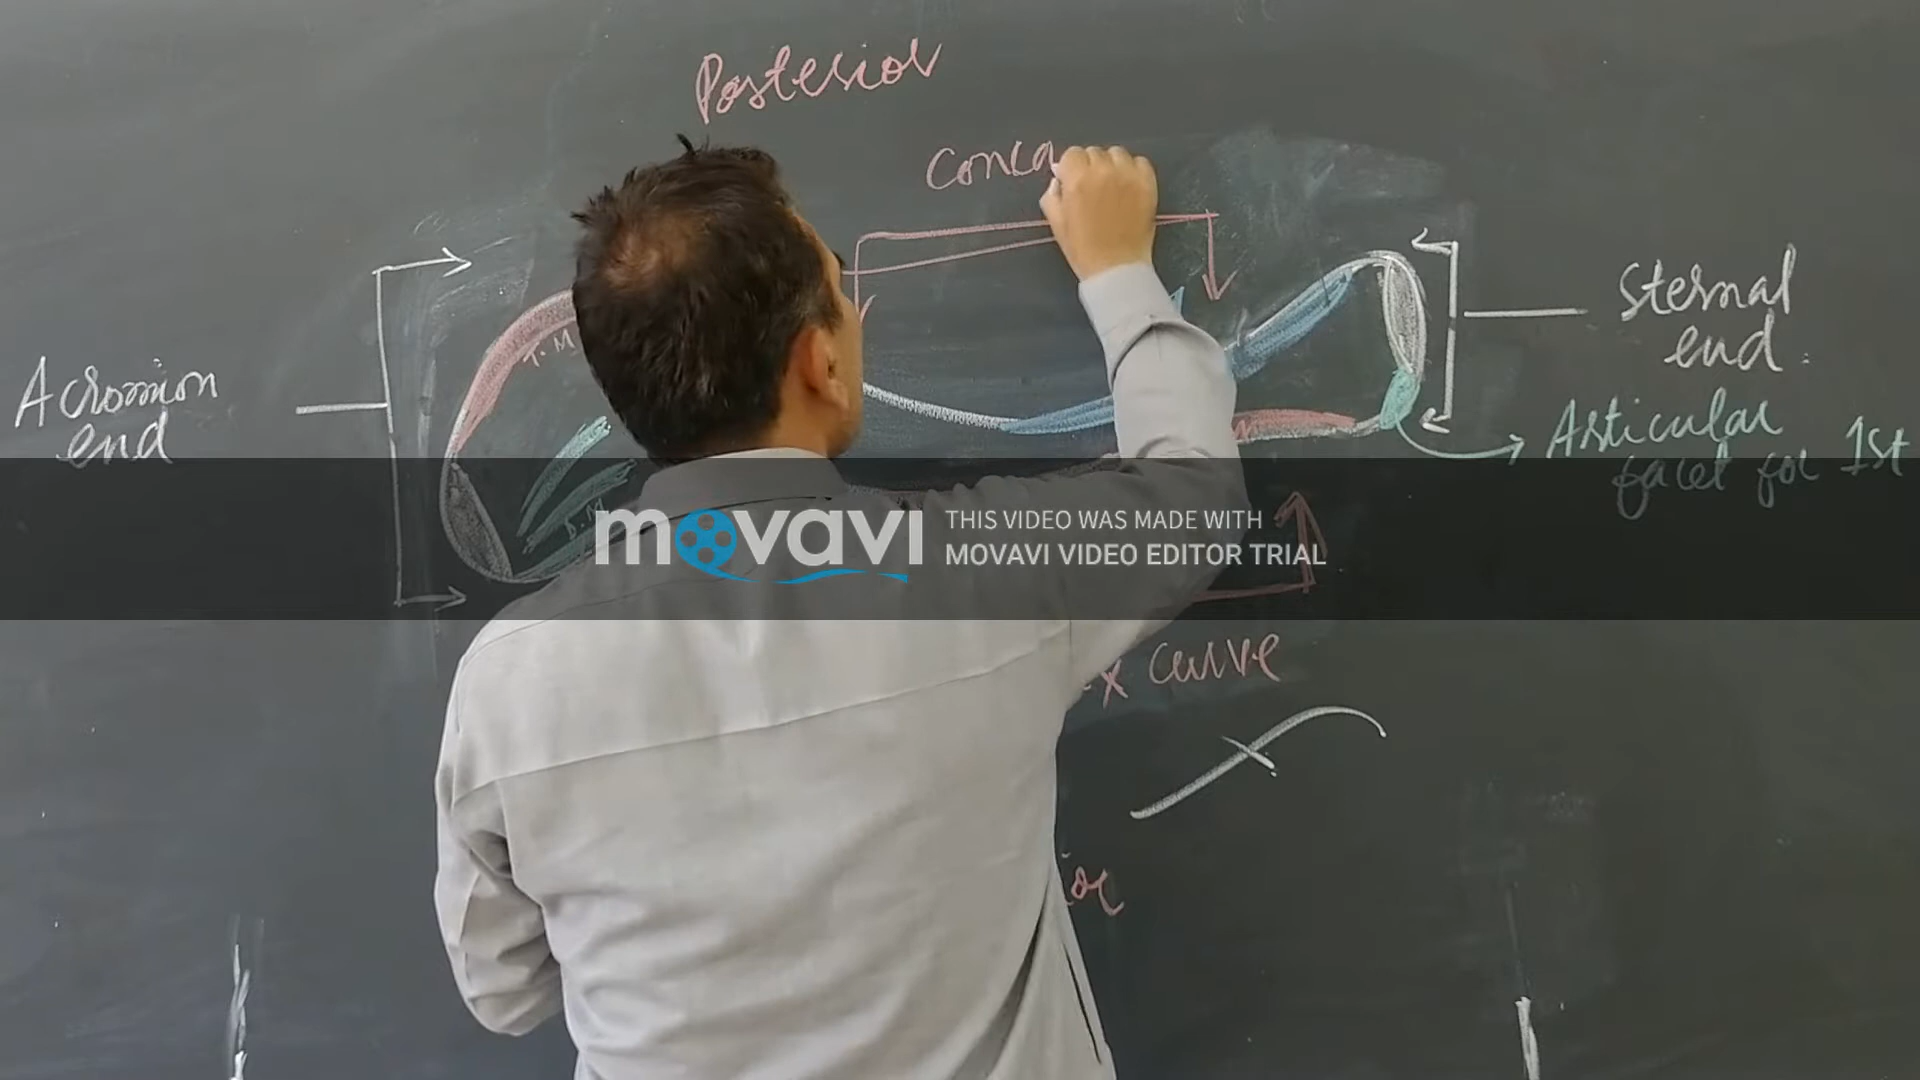 Posterior
Conca
Acromion
end
Sternal
end.
Articular
facet for 1st
T.M
movavi
THIS VIDEO WAS MADE WITH
MOVAVI VIDEO EDITOR TRIAL
x curve
ior